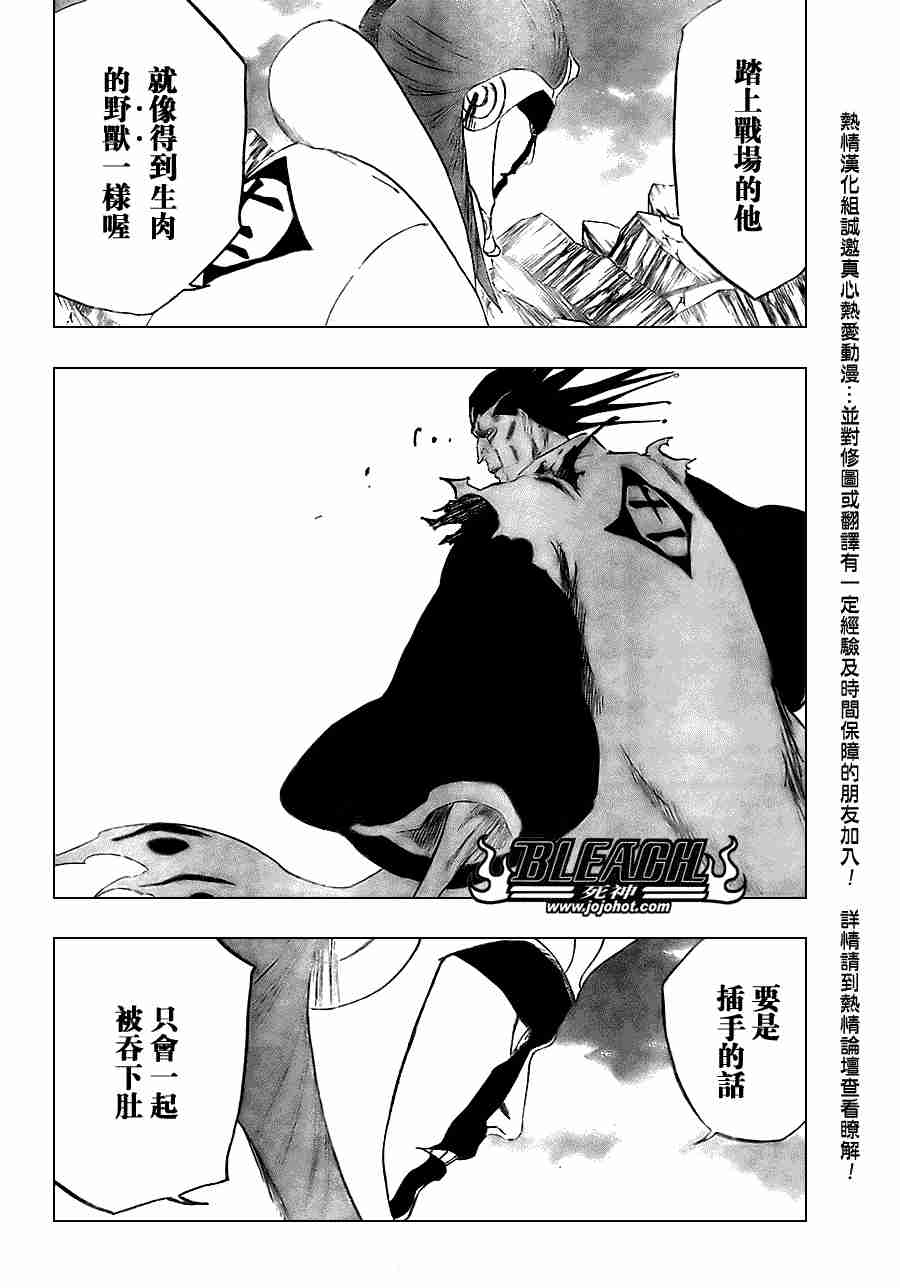 踏上戰場的他
就像得到生肉
的野獸一樣喔
十一
BLEACH
死神
www.jojohot.com
要是
插手的話
只會一起
被吞下肚
熱情漢化組誠邀真心熱愛動漫…並對修圖或翻譯有一定經驗及時間保障的朋友加入！ 詳情請到熱情論壇查看瞭解！